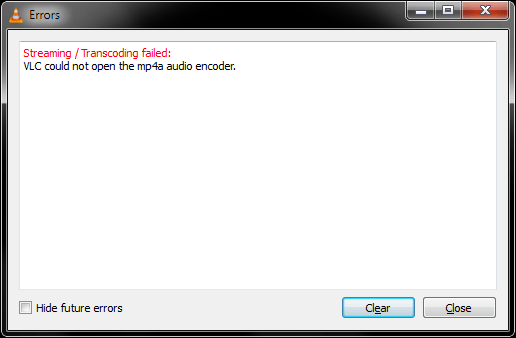 Errors
Streaming / Transcoding failed:
VLC could not open the mp4a audio encoder.
Hide future errors
Clear
Close